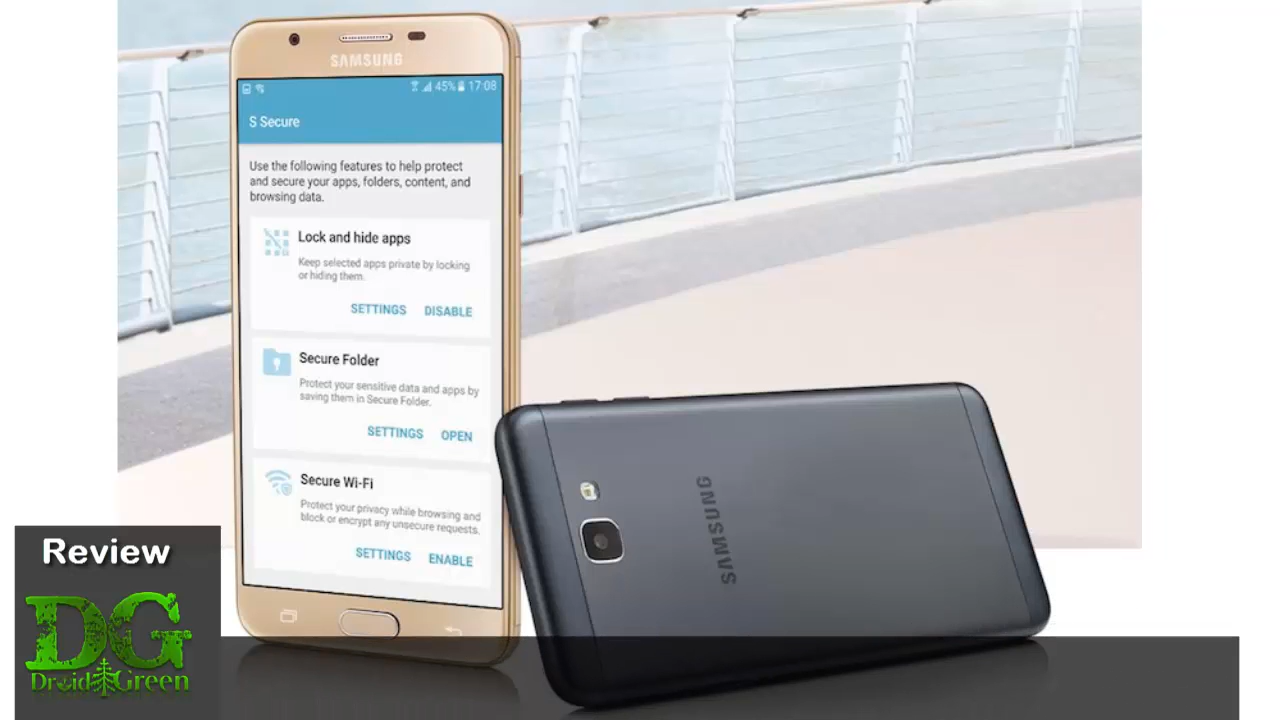 SAMSUNG
45% 17:08
S Secure
Use the following features to help protect
and secure your apps, folders, content, and
browsing data.
Lock and hide apps
Keep selected apps private by locking
or hiding them.
SETTINGS DISABLE
Secure Folder
Protect your sensitive data and apps by
saving them in Secure Folder.
SETTINGS OPEN
Secure Wi-Fi
Protect your privacy while browsing and
block or encrypt any unsecure requests.
SETTINGS ENABLE
SAMSUNG
Review
DG
Droid Green